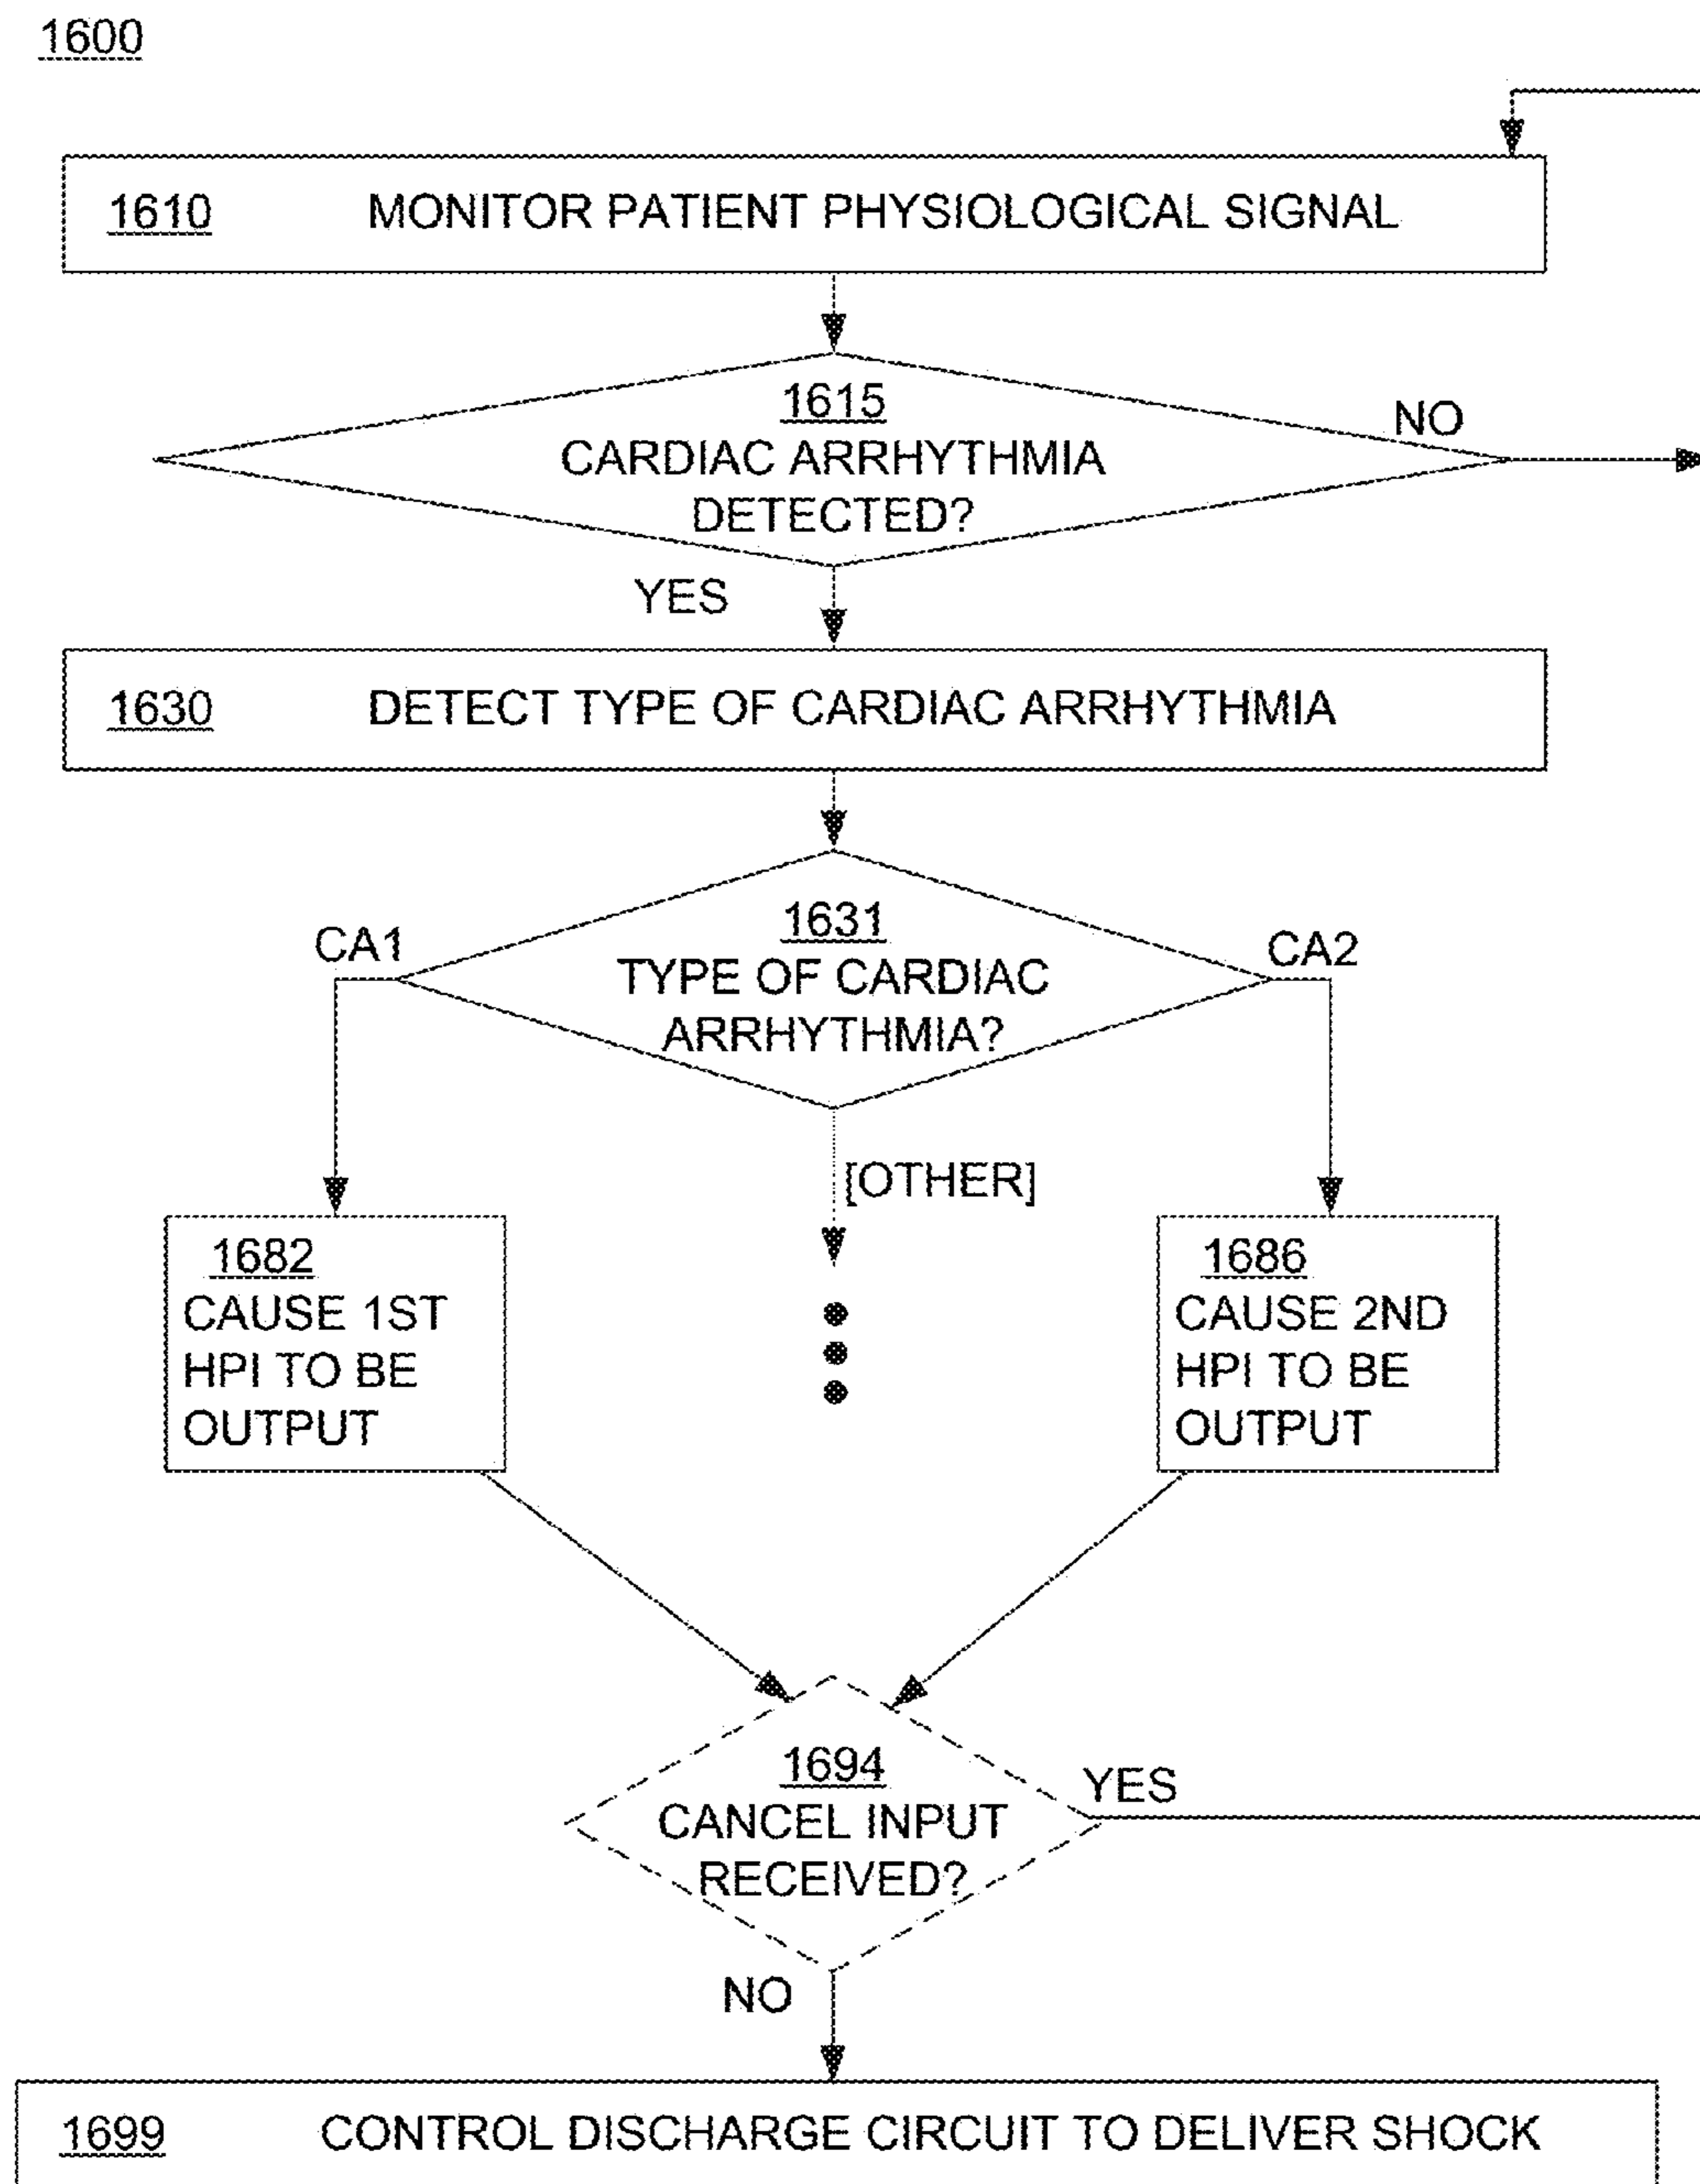 1600
1610 MONITOR PATIENT PHYSIOLOGICAL SIGNAL
1615
CARDIAC ARRHYTHMIA
DETECTED?
NO
YES
1630 DETECT TYPE OF CARDIAC ARRHYTHMIA
CA1
1631
TYPE OF CARDIAC
ARRHYTHMIA?
CA2
[OTHER]
1682
CAUSE 1ST
HPI TO BE
OUTPUT
1686
CAUSE 2ND
HPI TO BE
OUTPUT
1694
CANCEL INPUT
RECEIVED?
YES
NO
1699 CONTROL DISCHARGE CIRCUIT TO DELIVER SHOCK